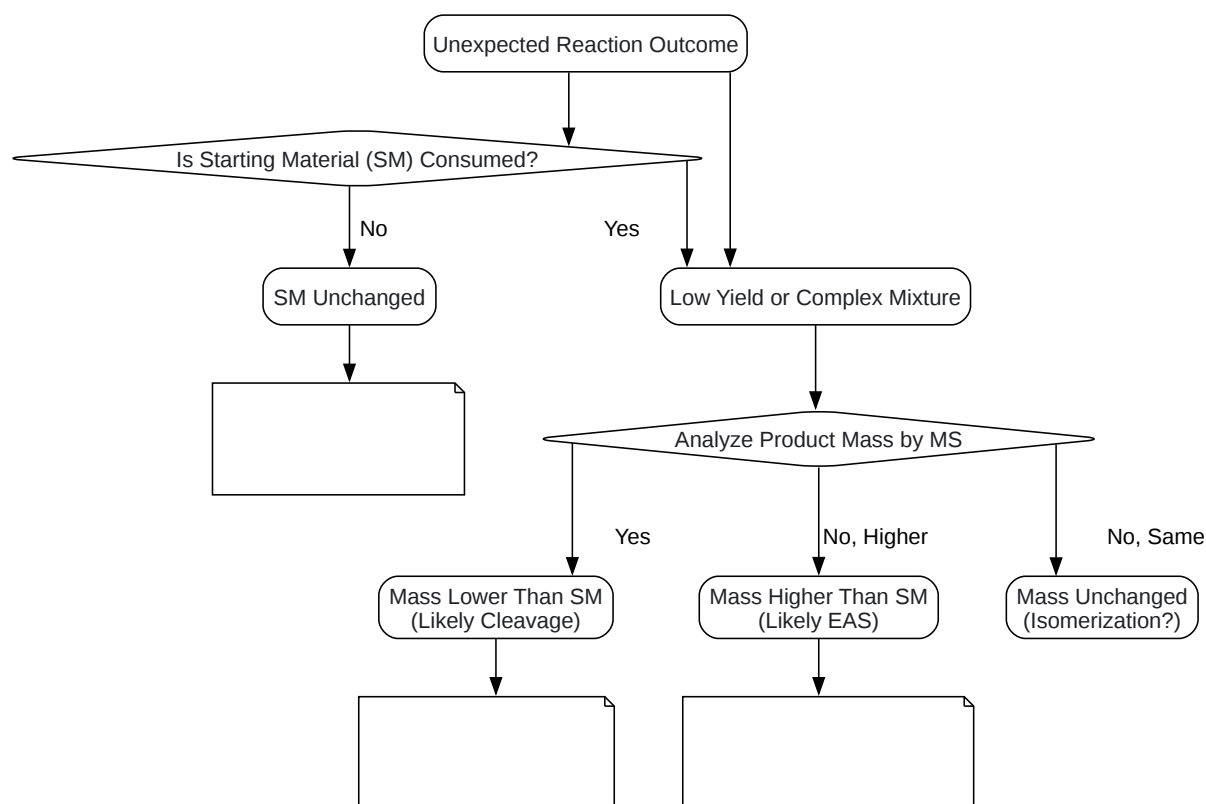 Unexpected Reaction Outcome
Is Starting Material (SM) Consumed?
No
Yes
SM Unchanged
Low Yield or Complex Mixture
Analyze Product Mass by MS
Yes
No, Higher
No, Same
Mass Lower Than SM
(Likely Cleavage)
Mass Higher Than SM
(Likely EAS)
Mass Unchanged
(Isomerization?)